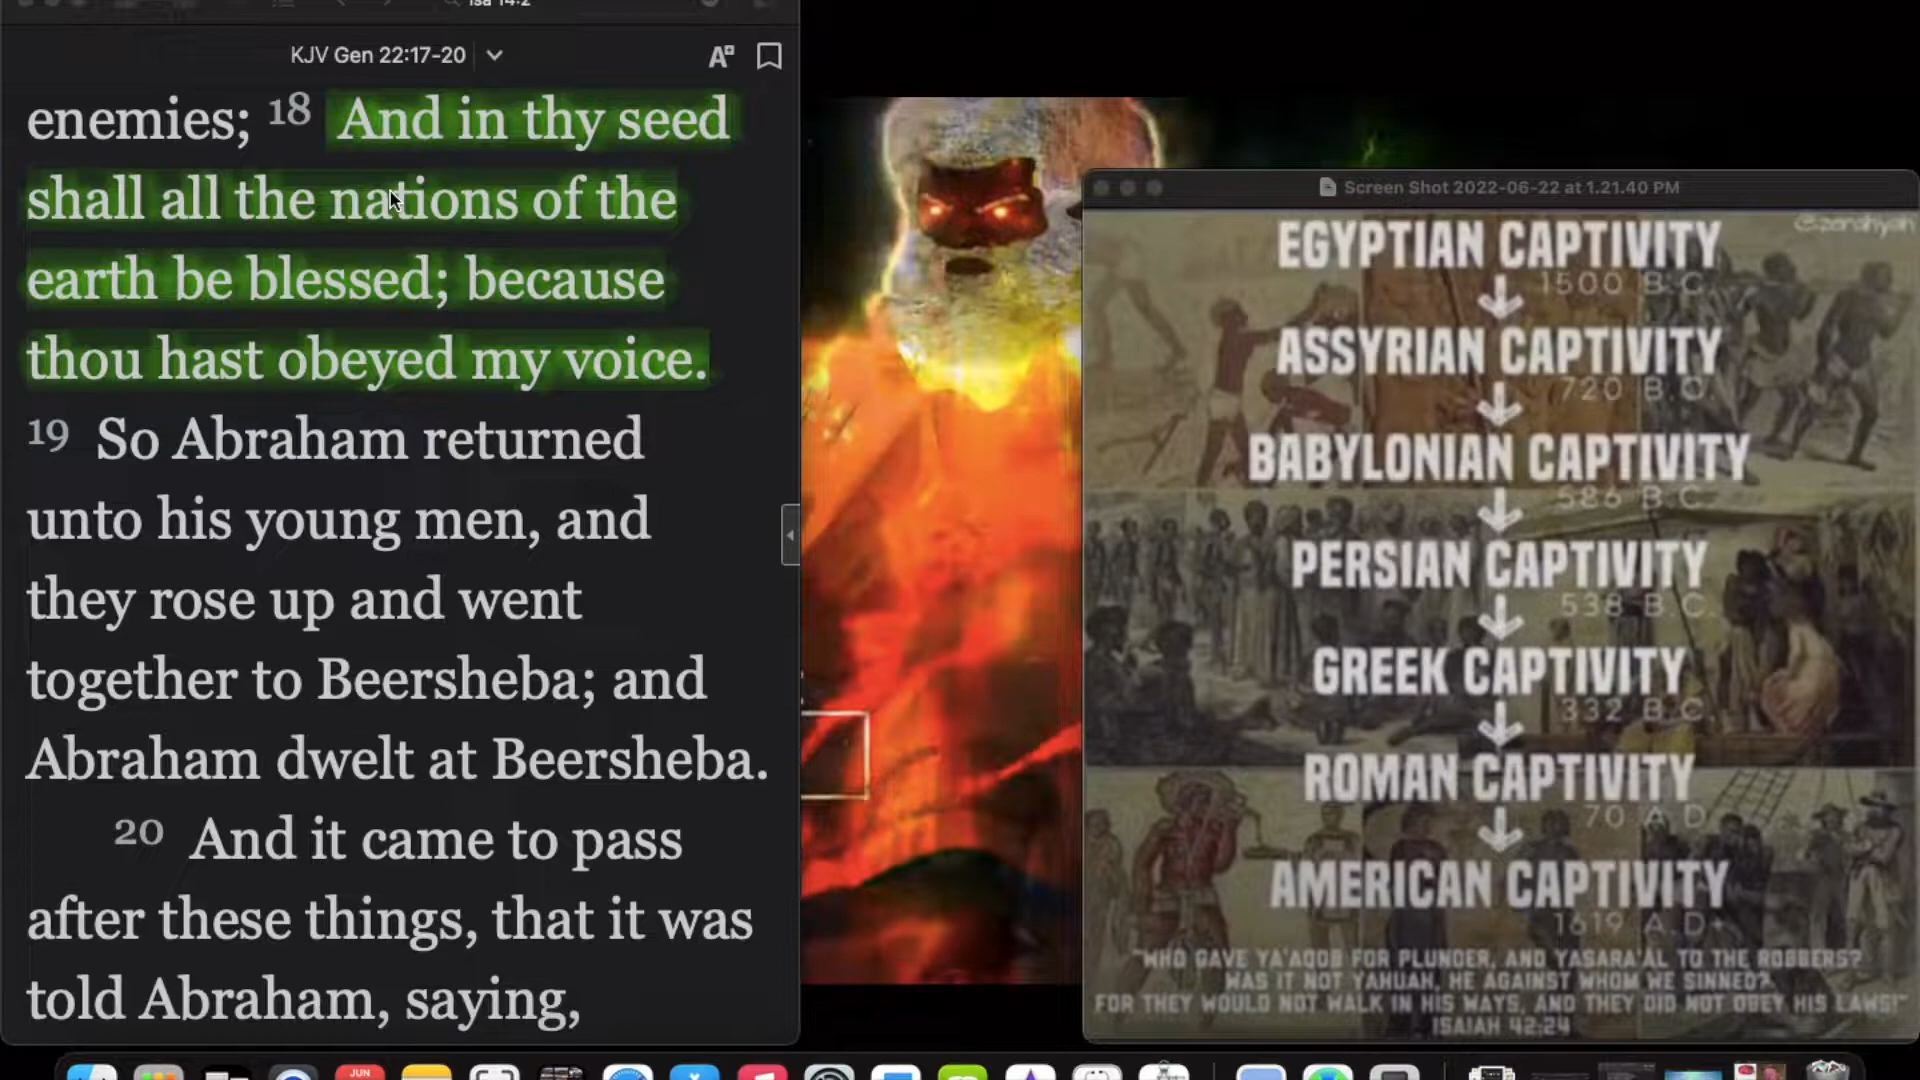 Isa 14:2
KJV Gen 22:17-20
enemies; 18 And in thy seed
shall all the nations of the
earth be blessed; because
thou hast obeyed my voice.
19 So Abraham returned
unto his young men, and
they rose up and went
together to Beersheba; and
Abraham dwelt at Beersheba.
20 And it came to pass
after these things, that it was
told Abraham, saying,
Screen Shot 2022-06-22 at 1.21.40 PM
@zerahyah
EGYPTIAN CAPTIVITY
1500 B.C.
ASSYRIAN CAPTIVITY
720 B.C.
BABYLONIAN CAPTIVITY
586 B.C.
PERSIAN CAPTIVITY
538 B.C.
GREEK CAPTIVITY
332 B.C.
ROMAN CAPTIVITY
70 A.D.
AMERICAN CAPTIVITY
1619 A.D+
"WHO GAVE YA'AQOB FOR PLUNDER, AND YASARA'AL TO THE ROBBERS?
WAS IT NOT YAHUAH, HE AGAINST WHOM WE SINNED?
FOR THEY WOULD NOT WALK IN HIS WAYS, AND THEY DID NOT OBEY HIS LAWS!"
ISAIAH 42:24
JUN